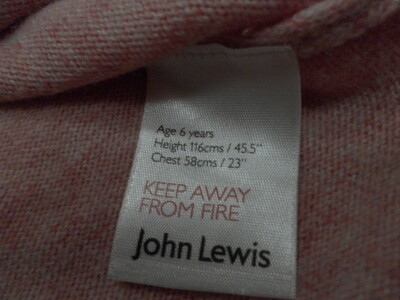 Age 6 years
Height 116cms / 45.5"
Chest 58cms / 23"
KEEP AWAY
FROM FIRE
John Lewis